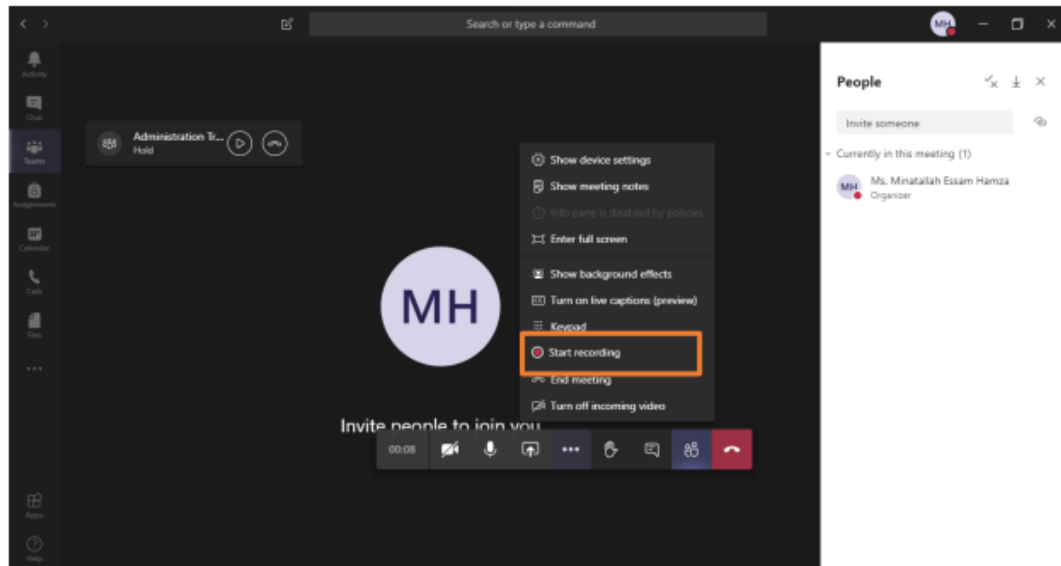 Search or type a command
MH
Activity
Chat
Teams
Assignments
Calendar
Calls
Files
Apps
Help
Administration Tr...
Hold
MH
Invite people to join you
Show device settings
Show meeting notes
Info pane is disabled by policies
Enter full screen
Show background effects
CC Turn on live captions (preview)
Keypad
Start recording
End meeting
Turn off incoming video
00:08
People
Invite someone
Currently in this meeting (1)
MH Ms. Minatallah Essam Hamza
Organizer